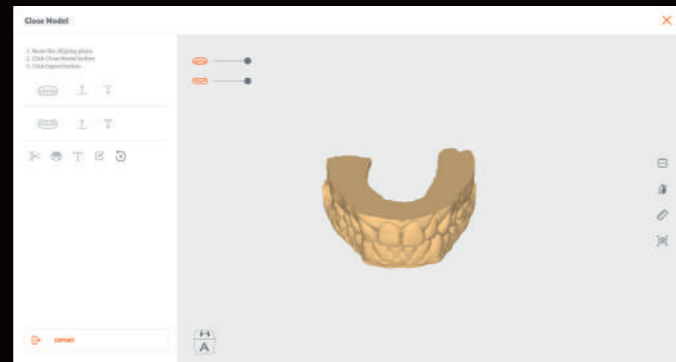 Close Model
1. Move the clipping plane
2. Click Close Model button
3. Click Export button
T
EXPORT
A